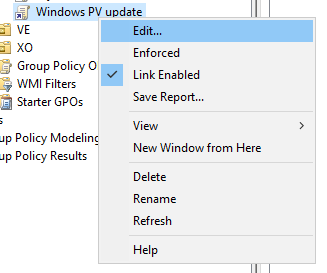 Windows PV update
VE
XO
Group Policy O
WMI Filters
Starter GPOs
s
up Policy Modeling
up Policy Results
Edit...
Enforced
Link Enabled
Save Report...
View
New Window from Here
Delete
Rename
Refresh
Help